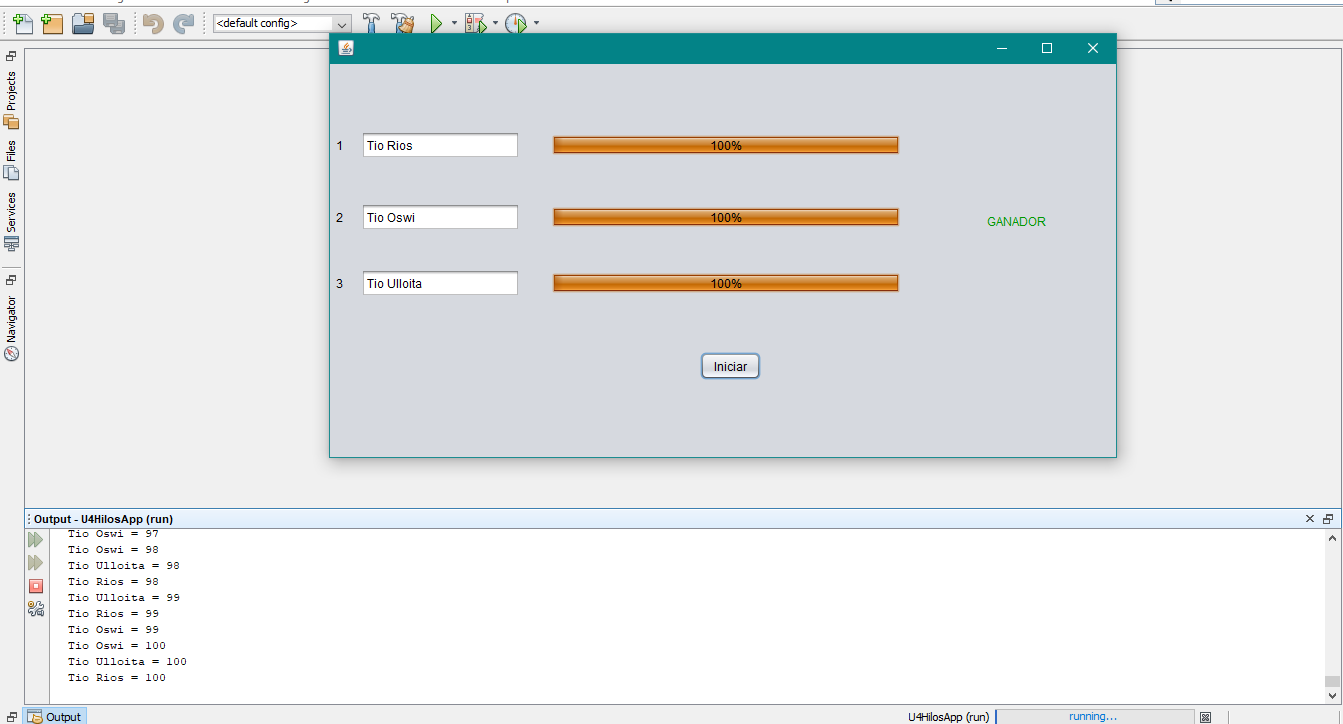 <default config>
Projects
Files
Services
Navigator
1 Tio Rios 100%
2 Tio Oswi 100% GANADOR
3 Tio Ulloita 100%
Iniciar
Output - U4HilosApp (run)
Tio Oswi = 97
Tio Oswi = 98
Tio Ulloita = 98
Tio Rios = 98
Tio Ulloita = 99
Tio Rios = 99
Tio Oswi = 99
Tio Oswi = 100
Tio Ulloita = 100
Tio Rios = 100
Output U4HilosApp (run) running...